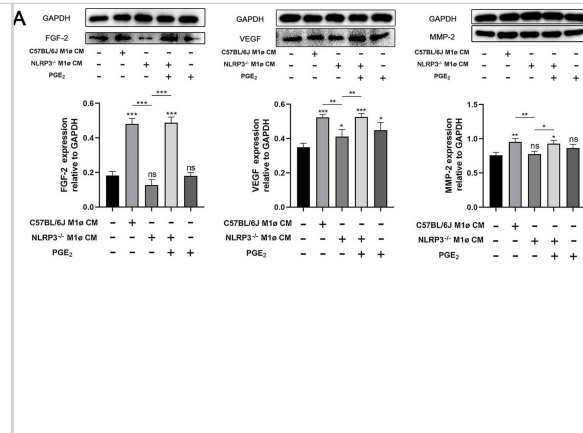 A
GAPDH
FGF-2
C57BL/6J M1ø CM - + - - -
NLRP3-/- M1ø CM - - + + -
PGE2 - - - + +
FGF-2 expression
relative to GAPDH
0.6
0.4
0.2
0.0
*** ***
*** ns *** ns
C57BL/6J M1ø CM - + - - -
NLRP3-/- M1ø CM - - + + -
PGE2 - - - + +
GAPDH
VEGF
C57BL/6J M1ø CM - + - - -
NLRP3-/- M1ø CM - - + + -
PGE2 - - - + +
VEGF expression
relative to GAPDH
0.6
0.4
0.2
0.0
** **
*** * *** *
C57BL/6J M1ø CM - + - - -
NLRP3-/- M1ø CM - - + + -
PGE2 - - - + +
GAPDH
MMP-2
C57BL/6J M1ø CM - + - - -
NLRP3-/- M1ø CM - - + + -
PGE2 - - - + +
MMP-2 expression
relative to GAPDH
1.5
1.0
0.5
0.0
** *
** ns * ns
C57BL/6J M1ø CM - + - - -
NLRP3-/- M1ø CM - - + + -
PGE2 - - - + +